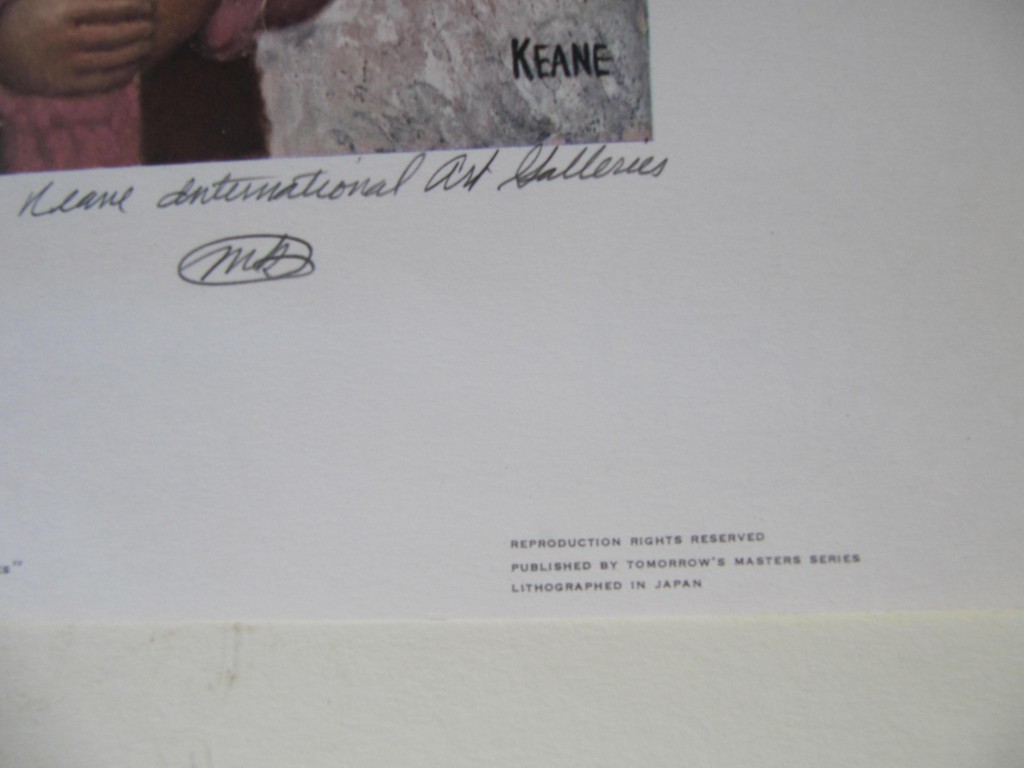 KEANE
Keane International Art Galleries
REPRODUCTION RIGHTS RESERVED
PUBLISHED BY TOMORROW'S MASTERS SERIES
LITHOGRAPHED IN JAPAN